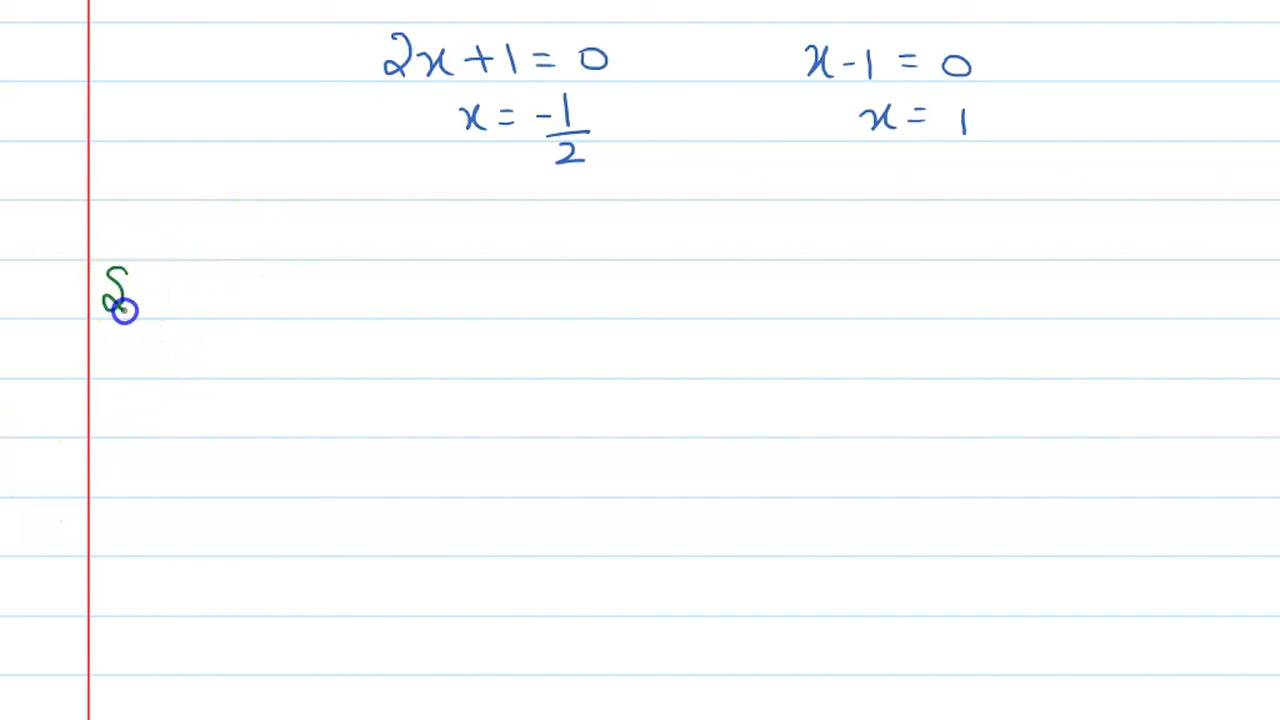 2x + 1 = 0 x - 1 = 0
x = -1/2 x = 1
S